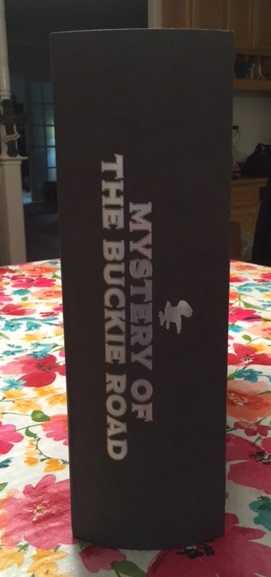 MYSTERY OF
THE BUCKIE ROAD